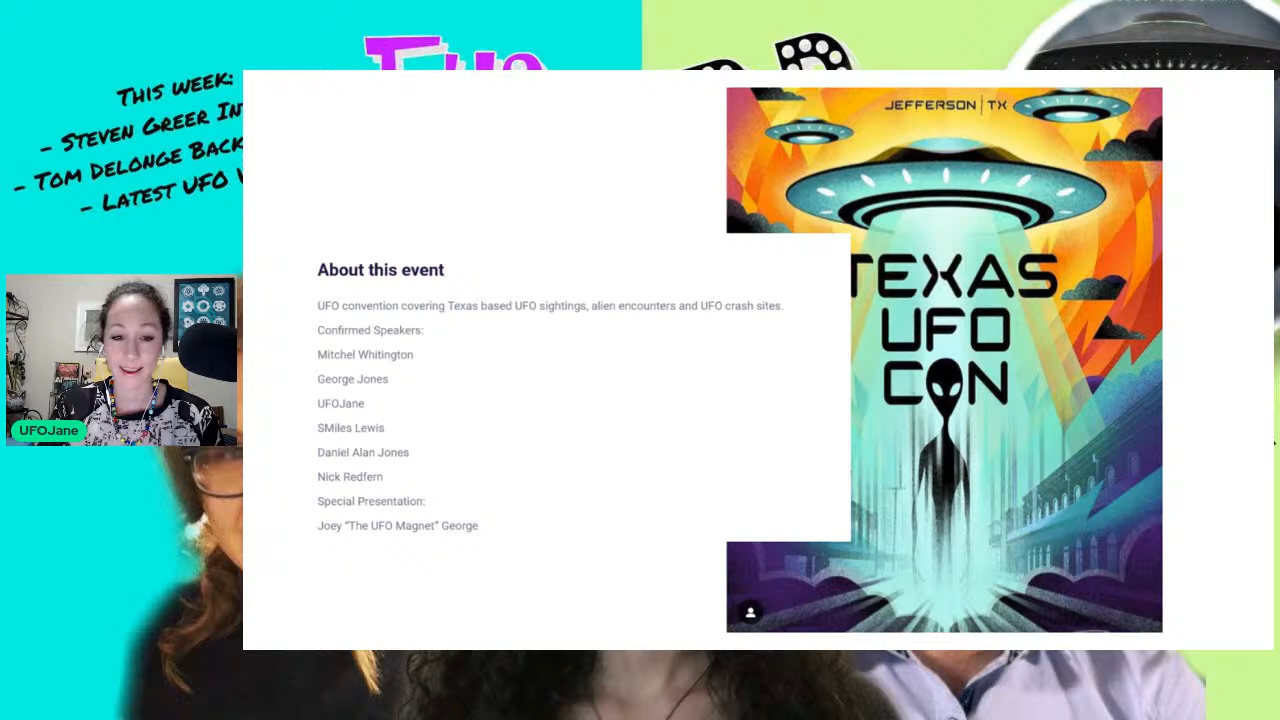 THIS WEEK:
- STEVEN GREER
- TOM DELONGE BACK
- LATEST UFO
JEFFERSON | TX
TEXAS
UFO
CON
About this event
UFO convention covering Texas based UFO sightings, alien encounters and UFO crash sites.
Confirmed Speakers:
Mitchel Whitington
George Jones
UFOJane
SMiles Lewis
Daniel Alan Jones
Nick Redfern
Special Presentation:
Joey “The UFO Magnet” George
UFOJane